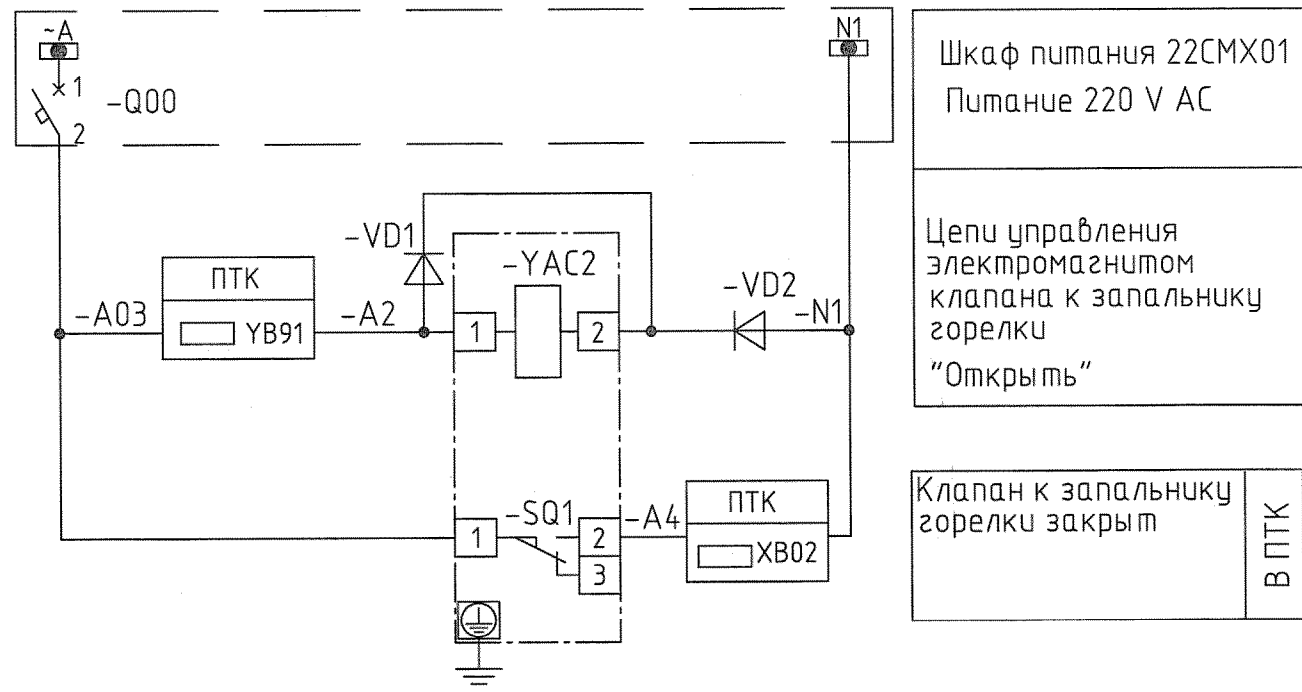 ~A
N1
1
-Q00
2
Шкаф питания 22CMX01
Питание 220 V AC
-VD1
-YAC2
ПТК
-A03
YB91
-A2
1
2
-VD2
-N1
Цепи управления
электромагнитом
клапана к запальнику
горелки
"Открыть"
-SQ1
1
2
3
-A4
ПТК
XB02
Клапан к запальнику
горелки закрыт
В ПТК